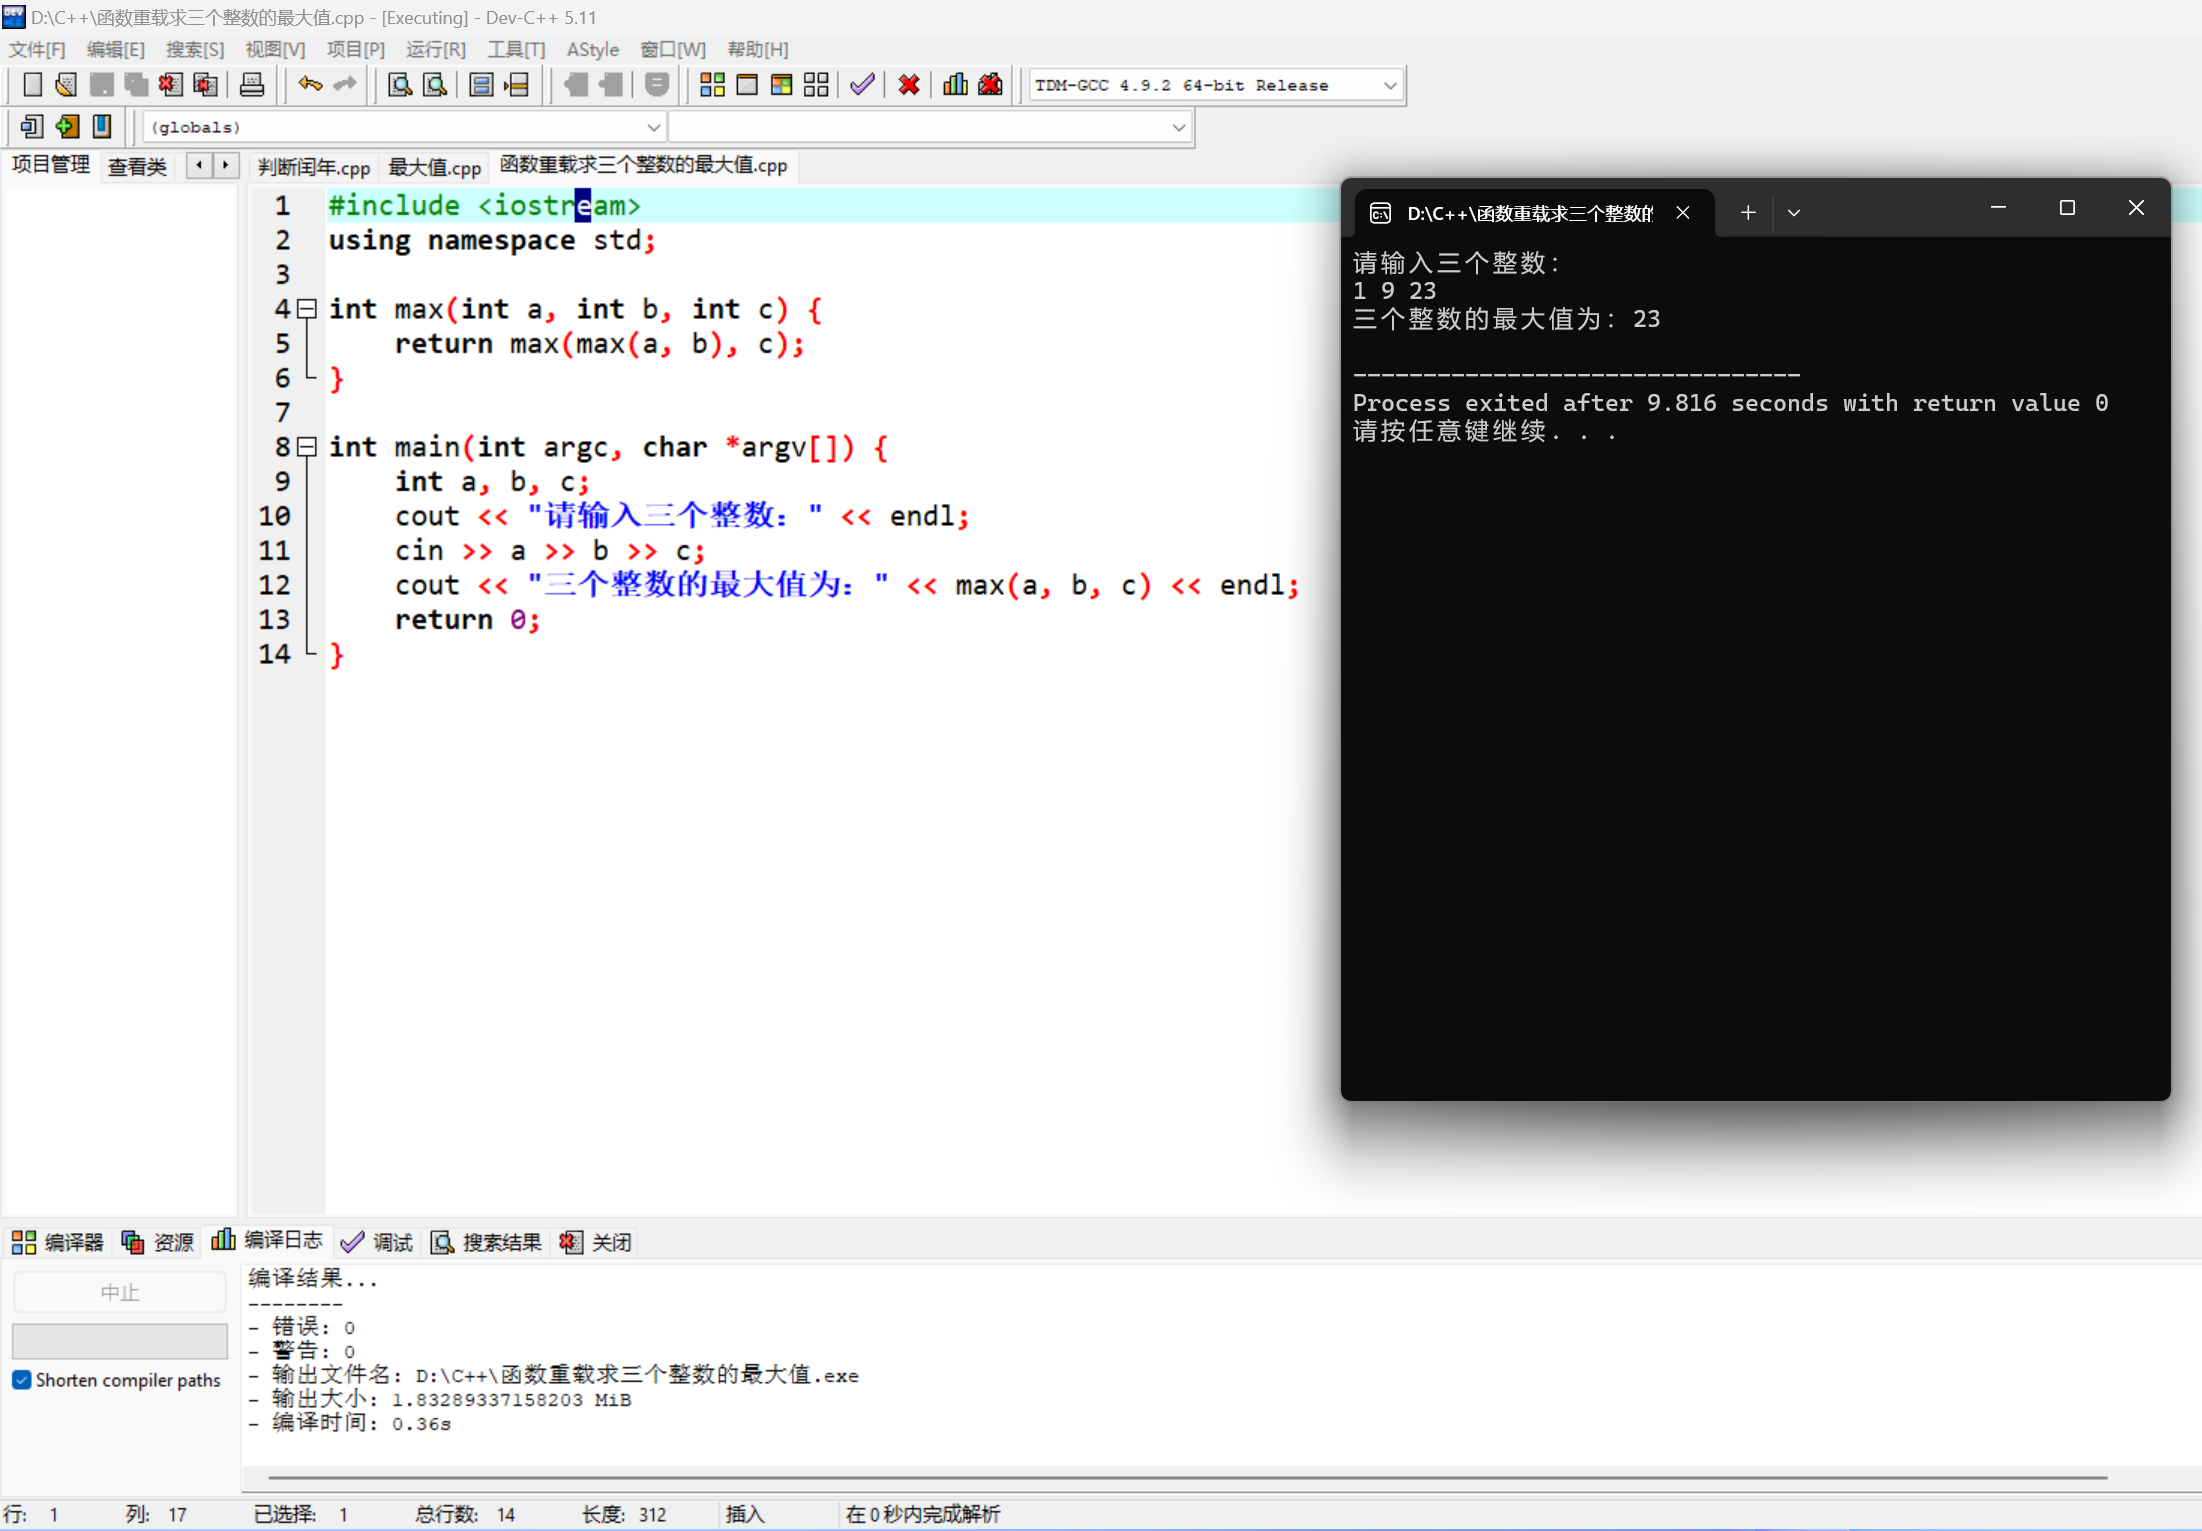 D:\C++\函数重载求三个整数的最大值.cpp - [Executing] - Dev-C++ 5.11
文件[F] 编辑[E] 搜索[S] 视图[V] 项目[P] 运行[R] 工具[T] AStyle 窗口[W] 帮助[H]
TDM-GCC 4.9.2 64-bit Release
(globals)
项目管理 查看类 判断闰年.cpp 最大值.cpp 函数重载求三个整数的最大值.cpp
1 #include <iostream>
2 using namespace std;
3
4 int max(int a, int b, int c) {
5 return max(max(a, b), c);
6 }
7
8 int main(int argc, char *argv[]) {
9 int a, b, c;
10 cout << "请输入三个整数：" << endl;
11 cin >> a >> b >> c;
12 cout << "三个整数的最大值为：" << max(a, b, c) << endl;
13 return 0;
14 }
D:\C++\函数重载求三个整数的
请输入三个整数：
1 9 23
三个整数的最大值为：23
--------------------------------
Process exited after 9.816 seconds with return value 0
请按任意键继续. . .
编译器 资源 编译日志 调试 搜索结果 关闭
中止
Shorten compiler paths
编译结果...
--------
- 错误: 0
- 警告: 0
- 输出文件名: D:\C++\函数重载求三个整数的最大值.exe
- 输出大小: 1.83289337158203 MiB
- 编译时间: 0.36s
行: 1 列: 17 已选择: 1 总行数: 14 长度: 312 插入 在 0 秒内完成解析